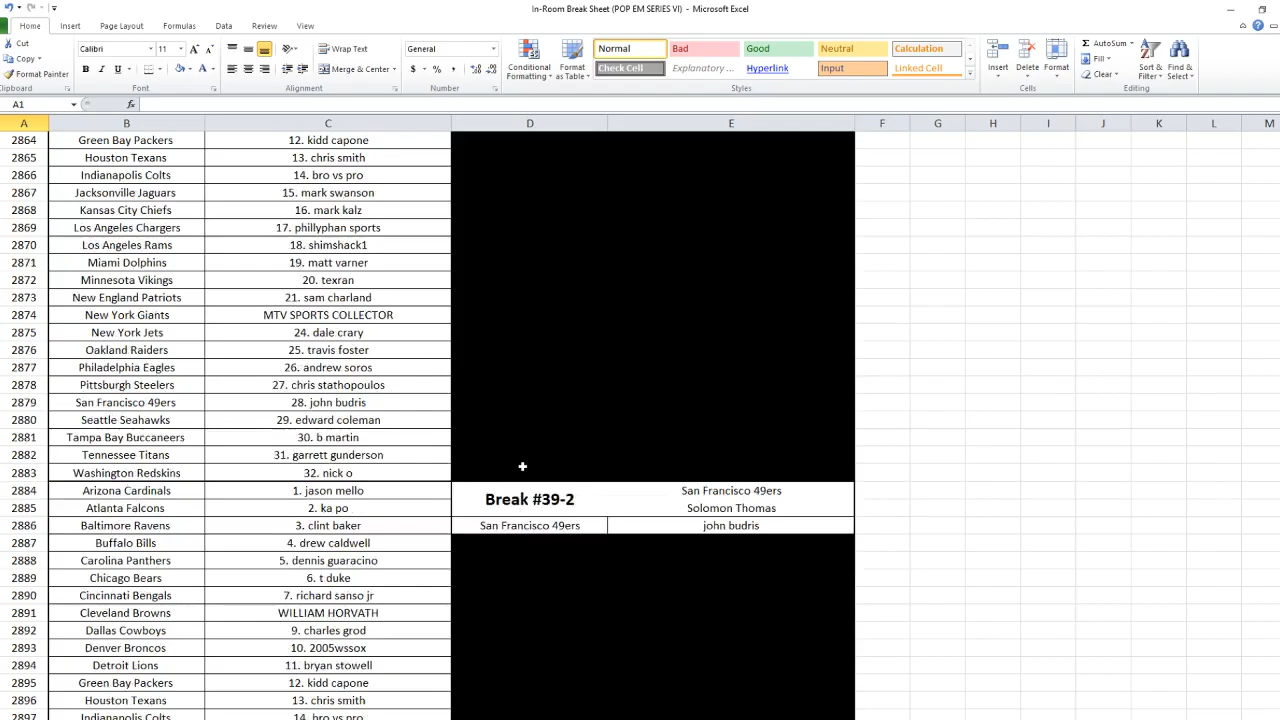 In-Room Break Sheet (POP EM SERIES VI) - Microsoft Excel
Home Insert Page Layout Formulas Data Review View
Cut Calibri 11 Wrap Text General Normal Bad Good Neutral Calculation AutoSum
Copy Fill
Format Painter Merge & Center Conditional Formatting Format as Table Check Cell Explanatory ... Hyperlink Input Linked Cell Insert Delete Format Clear Sort & Filter Find & Select
Clipboard Font Alignment Number Styles Cells Editing
A1 fx
A B C D E F G H I J K L M
2864 Green Bay Packers 12. kidd capone
2865 Houston Texans 13. chris smith
2866 Indianapolis Colts 14. bro vs pro
2867 Jacksonville Jaguars 15. mark swanson
2868 Kansas City Chiefs 16. mark kalz
2869 Los Angeles Chargers 17. phillyphan sports
2870 Los Angeles Rams 18. shimshack1
2871 Miami Dolphins 19. matt varner
2872 Minnesota Vikings 20. texran
2873 New England Patriots 21. sam charland
2874 New York Giants MTV SPORTS COLLECTOR
2875 New York Jets 24. dale crary
2876 Oakland Raiders 25. travis foster
2877 Philadelphia Eagles 26. andrew soros
2878 Pittsburgh Steelers 27. chris stathopoulos
2879 San Francisco 49ers 28. john budris
2880 Seattle Seahawks 29. edward coleman
2881 Tampa Bay Buccaneers 30. b martin
2882 Tennessee Titans 31. garrett gunderson
2883 Washington Redskins 32. nick o
2884 Arizona Cardinals 1. jason mello Break #39-2 San Francisco 49ers
2885 Atlanta Falcons 2. ka po Solomon Thomas
2886 Baltimore Ravens 3. clint baker San Francisco 49ers john budris
2887 Buffalo Bills 4. drew caldwell
2888 Carolina Panthers 5. dennis guaracino
2889 Chicago Bears 6. t duke
2890 Cincinnati Bengals 7. richard sanso jr
2891 Cleveland Browns WILLIAM HORVATH
2892 Dallas Cowboys 9. charles grod
2893 Denver Broncos 10. 2005wssox
2894 Detroit Lions 11. bryan stowell
2895 Green Bay Packers 12. kidd capone
2896 Houston Texans 13. chris smith
2897 Indianapolis Colts 14. bro vs pro